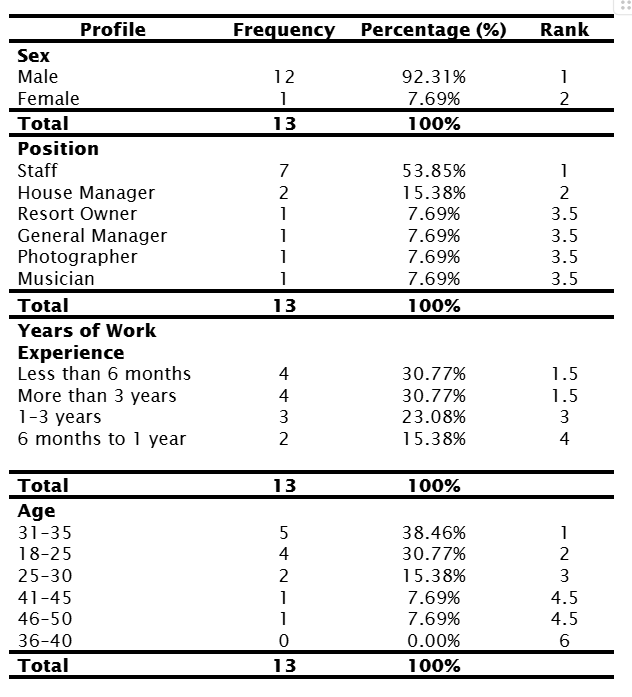 Profile Frequency Percentage (%) Rank
Sex
Male 12 92.31% 1
Female 1 7.69% 2
Total 13 100%
Position
Staff 7 53.85% 1
House Manager 2 15.38% 2
Resort Owner 1 7.69% 3.5
General Manager 1 7.69% 3.5
Photographer 1 7.69% 3.5
Musician 1 7.69% 3.5
Total 13 100%
Years of Work
Experience
Less than 6 months 4 30.77% 1.5
More than 3 years 4 30.77% 1.5
1-3 years 3 23.08% 3
6 months to 1 year 2 15.38% 4
Total 13 100%
Age
31-35 5 38.46% 1
18-25 4 30.77% 2
25-30 2 15.38% 3
41-45 1 7.69% 4.5
46-50 1 7.69% 4.5
36-40 0 0.00% 6
Total 13 100%